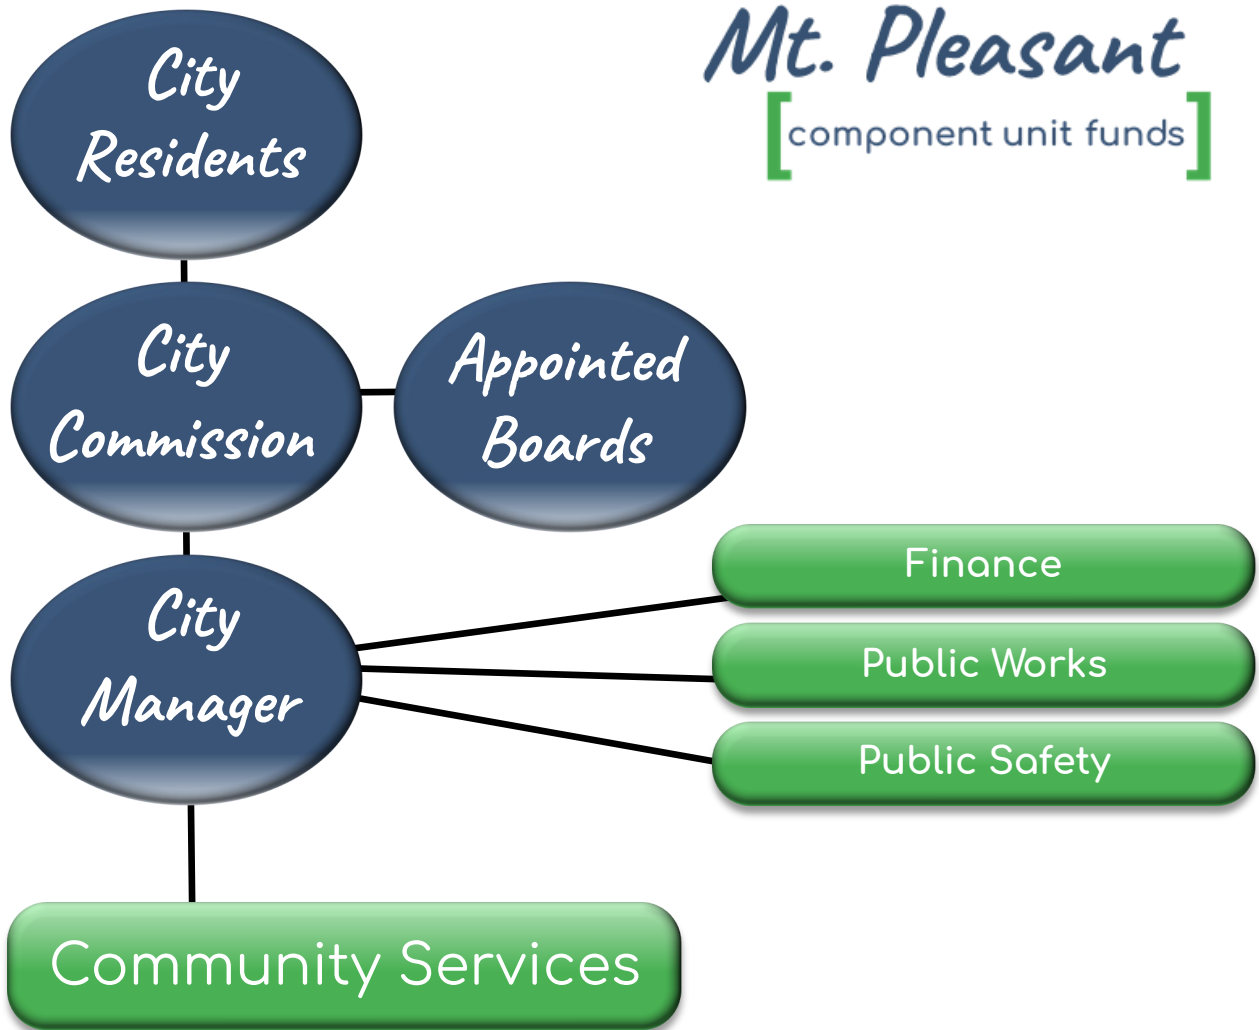 Mt. Pleasant
[component unit funds]
City
Residents
City
Commission
Appointed
Boards
City
Manager
Finance
Public Works
Public Safety
Community Services